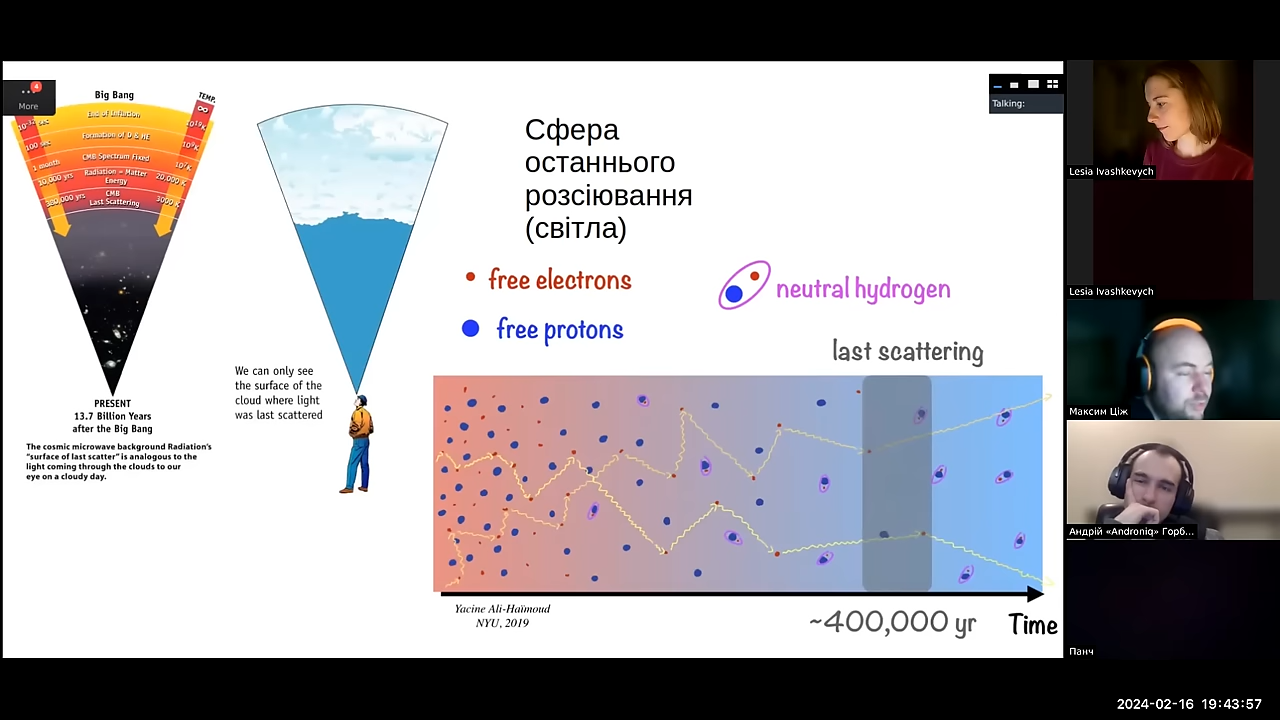 4
More
Big Bang
TEMP.
∞
End of Inflation
10⁻³² sec
10¹⁹K
Formation of D & HE
100 sec
10⁹K
CMB Spectrum Fixed
1 month
10⁷K
Radiation = Matter
Energy
10,000 yrs
20,000 K
CMB
Last Scattering
380,000 yrs
3000 K
PRESENT
13.7 Billion Years
after the Big Bang
The cosmic microwave background Radiation's
"surface of last scatter" is analogous to the
light coming through the clouds to our
eye on a cloudy day.
We can only see
the surface of the
cloud where light
was last scattered
Сфера
останнього
розсіювання
(світла)
free electrons
free protons
neutral hydrogen
last scattering
Yacine Ali-Haïmoud
NYU, 2019
~400,000 yr
Time
Talking:
Lesia Ivashkevych
Lesia Ivashkevych
Максим Ціж
Андрій «Androniq» Горб...
Панч
2024-02-16 19:43:57